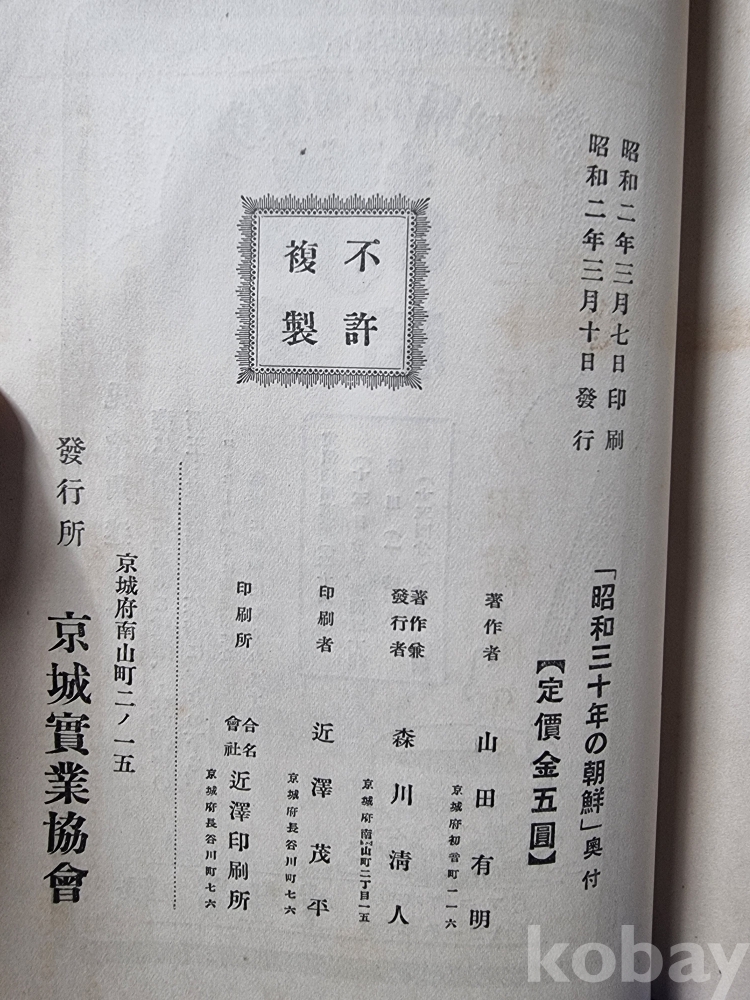 昭和二年三月七日印刷
昭和二年三月十日發行
不許
複製
「昭和三十年の朝鮮」奧付
【定價金五圓】
著作者 山田有明
京城府初音町一一六
著作兼發行者 森川淸人
京城府南山町二丁目一五
印刷者 近澤茂平
京城府長谷川町七六
印刷所 合名會社 近澤印刷所
京城府長谷川町七六
京城府南山町二ノ一五
發行所 京城實業協會
kobay